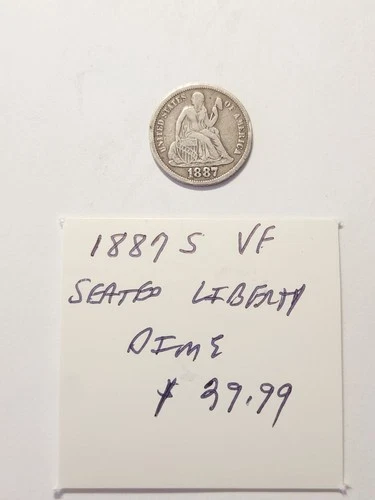 UNITED STATES OF AMERICA
1887
1887 S VF
SEATED LIBERTY
DIME
$ 39.99